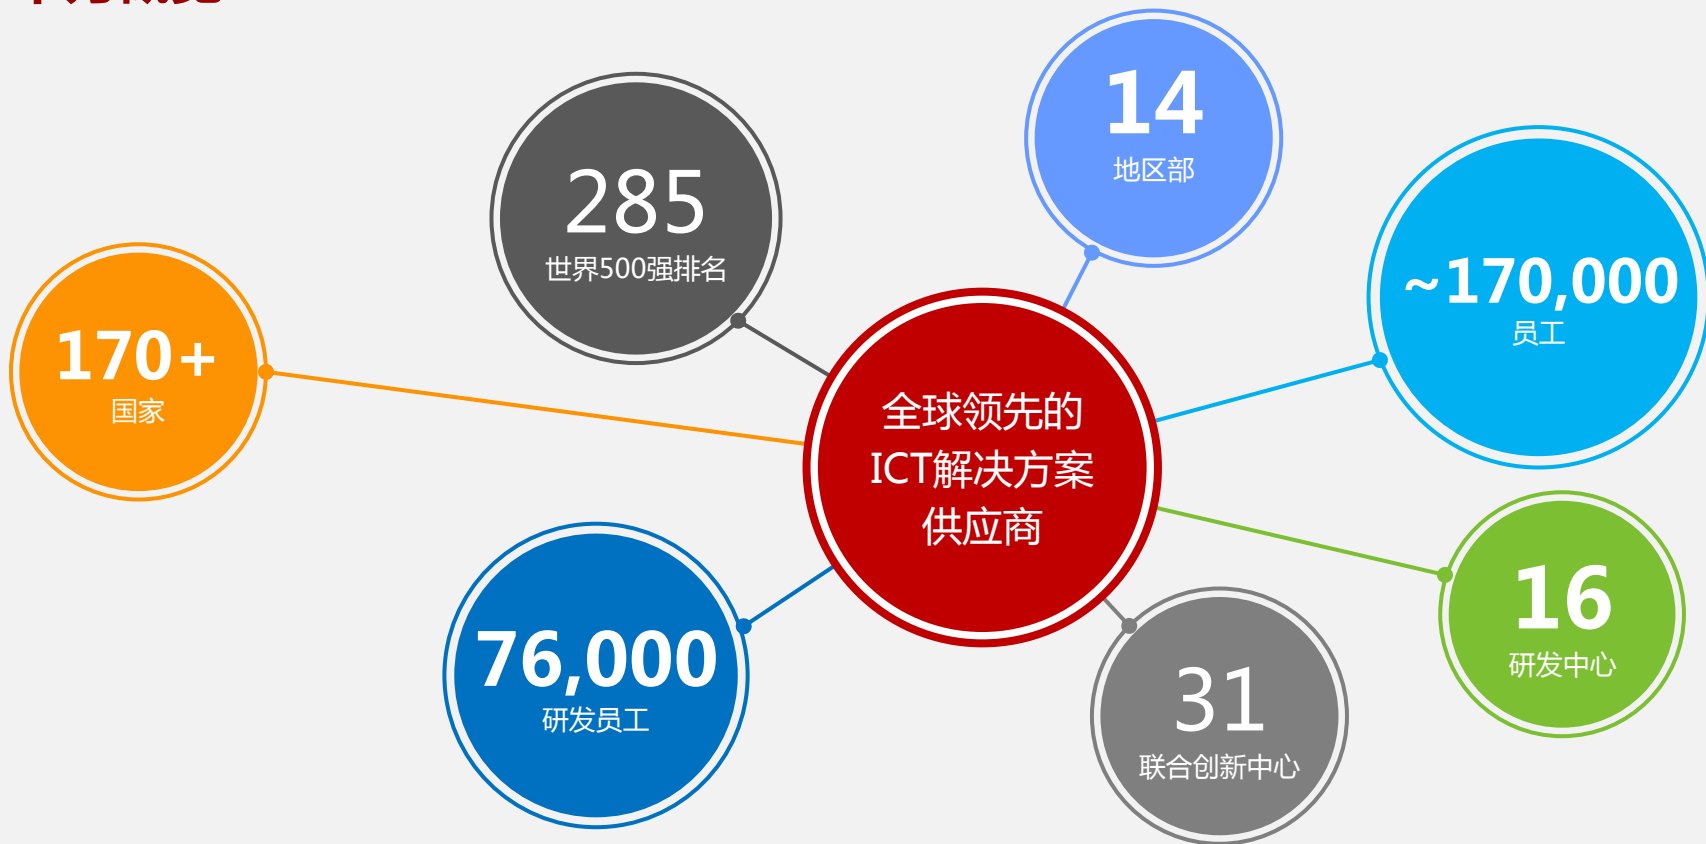 285
世界500强排名
14
地区部
~170,000
员工
170+
国家
全球领先的
ICT解决方案
供应商
76,000
研发员工
31
联合创新中心
16
研发中心